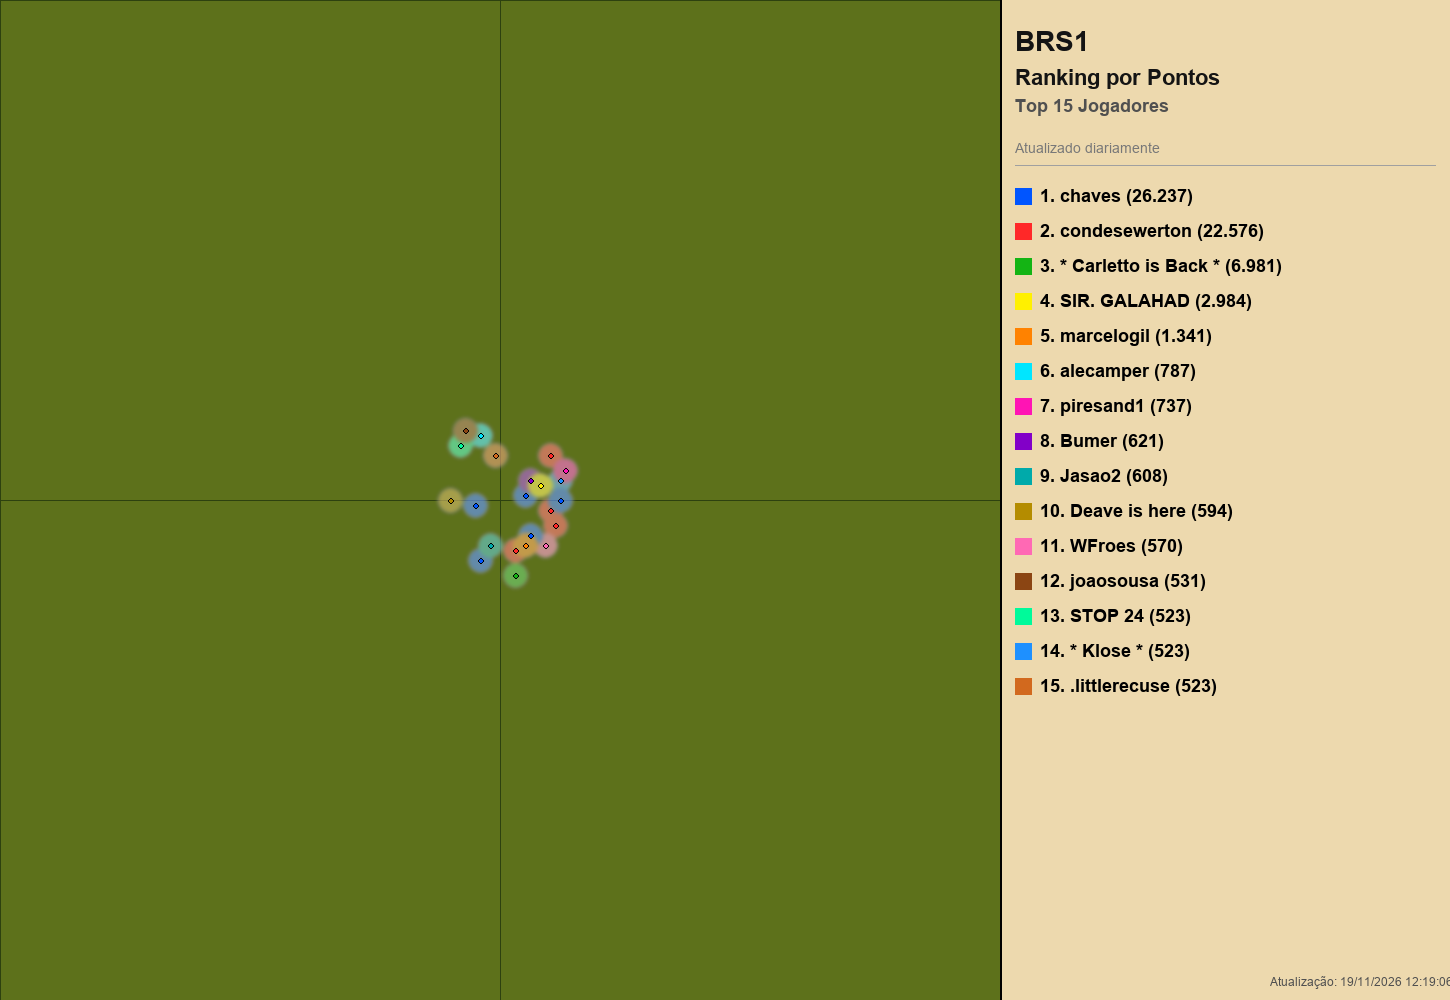 BRS1
Ranking por Pontos
Top 15 Jogadores
Atualizado diariamente
1. chaves (26.237)
2. condesewerton (22.576)
3. * Carletto is Back * (6.981)
4. SIR. GALAHAD (2.984)
5. marcelogil (1.341)
6. alecamper (787)
7. piresand1 (737)
8. Bumer (621)
9. Jasao2 (608)
10. Deave is here (594)
11. WFroes (570)
12. joaosousa (531)
13. STOP 24 (523)
14. * Klose * (523)
15. .littlerecuse (523)
Atualização: 19/11/2026 12:19:06